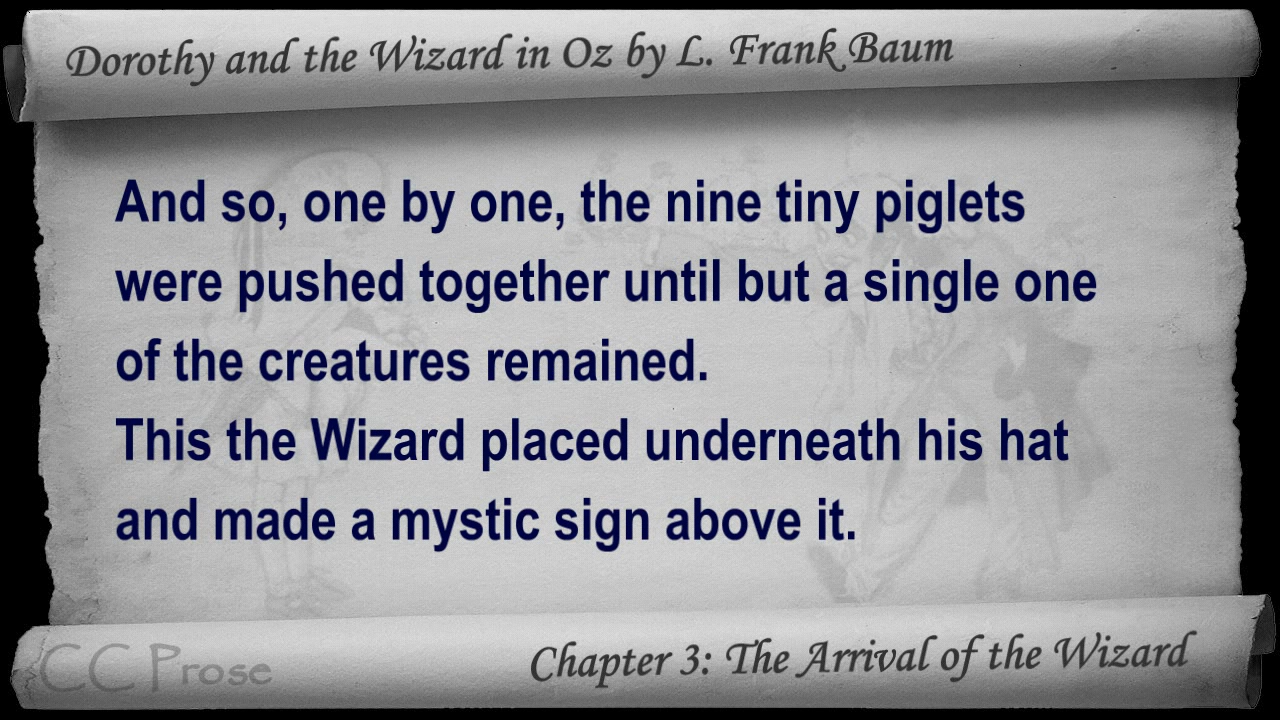 Dorothy and the Wizard in Oz by L. Frank Baum
And so, one by one, the nine tiny piglets
were pushed together until but a single one
of the creatures remained.
This the Wizard placed underneath his hat
and made a mystic sign above it.
CC Prose
Chapter 3: The Arrival of the Wizard